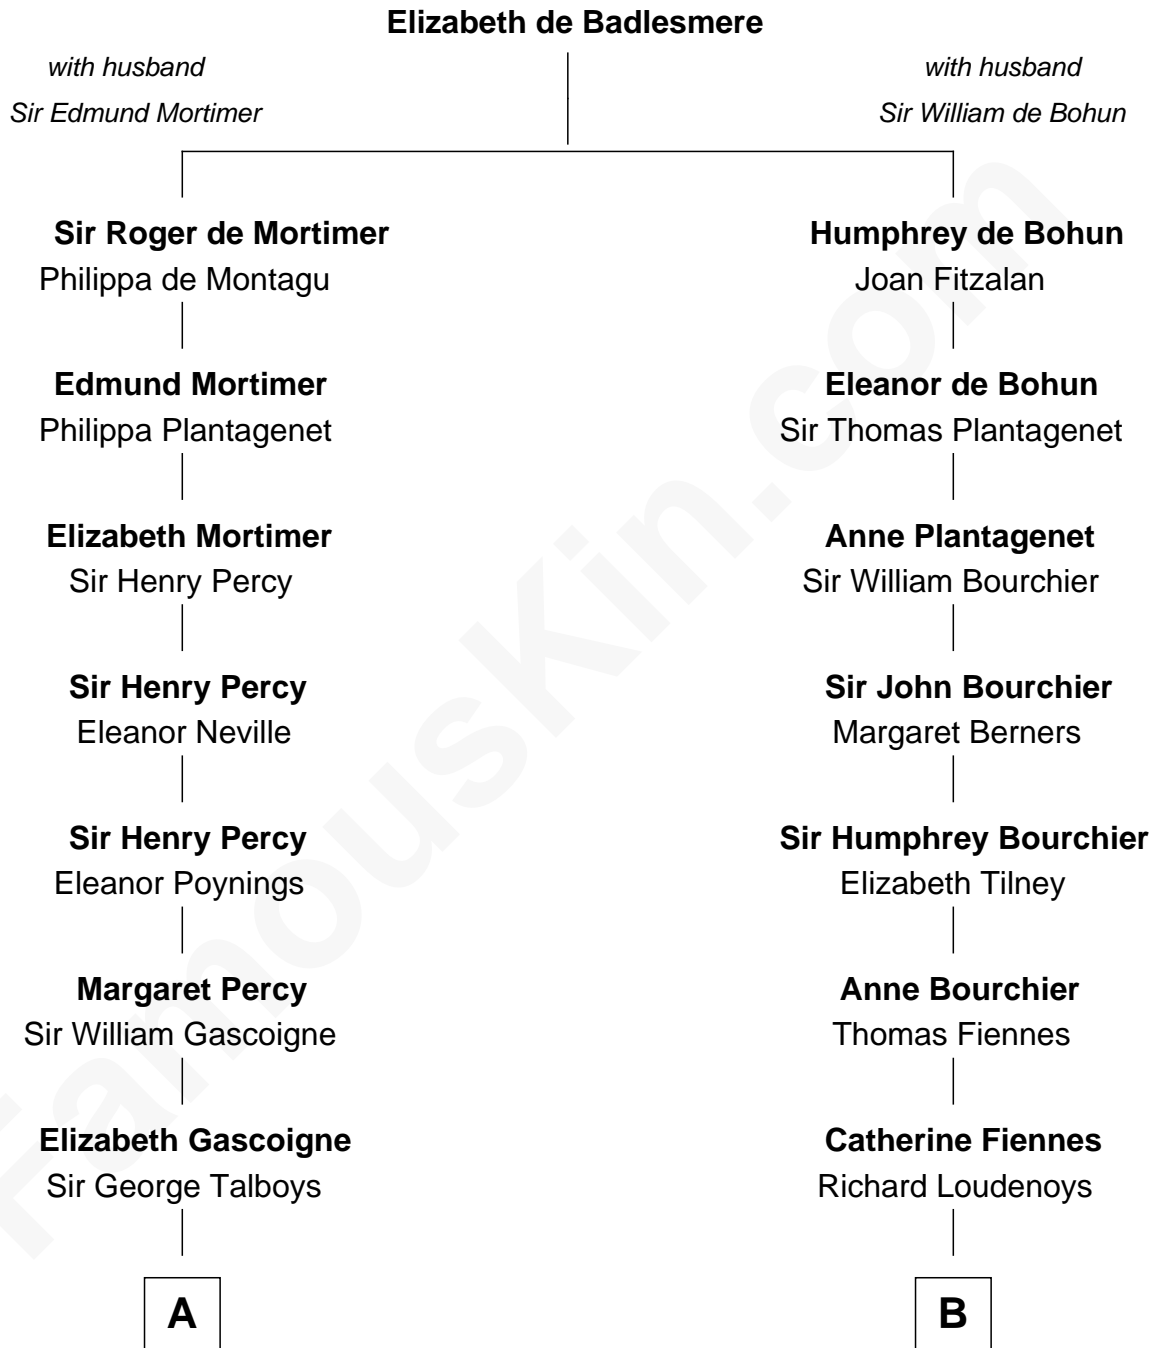 Elizabeth de Badlesmere
with husband
Sir Edmund Mortimer
with husband
Sir William de Bohun
Sir Roger de Mortimer
Philippa de Montagu
Humphrey de Bohun
Joan Fitzalan
Edmund Mortimer
Philippa Plantagenet
Eleanor de Bohun
Sir Thomas Plantagenet
Elizabeth Mortimer
Sir Henry Percy
Anne Plantagenet
Sir William Bourchier
Sir Henry Percy
Eleanor Neville
Sir John Bourchier
Margaret Berners
Sir Henry Percy
Eleanor Poynings
Sir Humphrey Bourchier
Elizabeth Tilney
Margaret Percy
Sir William Gascoigne
Anne Bourchier
Thomas Fiennes
Elizabeth Gascoigne
Sir George Talboys
Catherine Fiennes
Richard Loudenoys
A
B
FamousKin.com